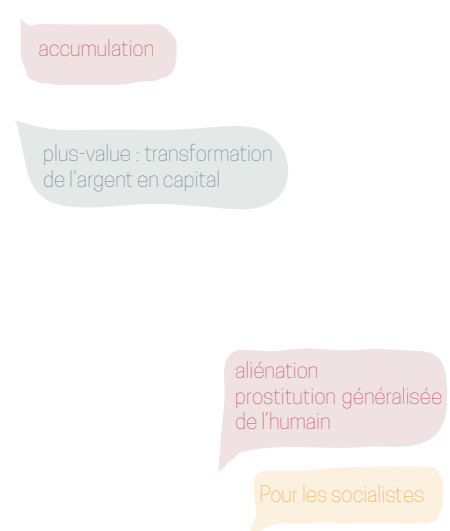 accumulation
plus-value : transformation
de l'argent en capital
aliénation
prostitution généralisée
de l'humain
Pour les socialistes